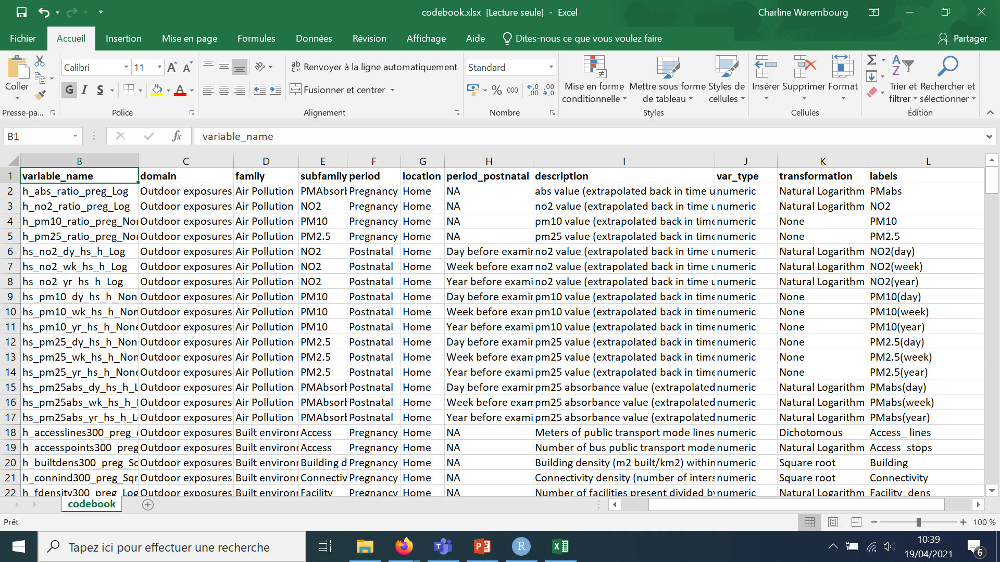 codebook.xlsx [Lecture seule] - Excel
Charline Warembourg
Fichier Accueil Insertion Mise en page Formules Données Révision Affichage Aide Dites-nous ce que vous voulez faire Partager
Coller
Presse-pa...
Calibri 11
G I S
Police
Renvoyer à la ligne automatiquement
Fusionner et centrer
Alignement
Standard
% 000
Nombre
Mise en forme conditionnelle
Mettre sous forme de tableau
Styles de cellules
Styles
Insérer Supprimer Format
Cellules
Trier et filtrer
Rechercher et sélectionner
Édition
B1 fx variable_name
B C D E F G H I J K L
1 variable_name domain family subfamily period location period_postnatal description var_type transformation labels
2 h_abs_ratio_preg_Log Outdoor exposures Air Pollution PMAbsorb Pregnancy Home NA abs value (extrapolated back in time u numeric Natural Logarithm PMabs
3 h_no2_ratio_preg_Log Outdoor exposures Air Pollution NO2 Pregnancy Home NA no2 value (extrapolated back in time u numeric Natural Logarithm NO2
4 h_pm10_ratio_preg_Non Outdoor exposures Air Pollution PM10 Pregnancy Home NA pm10 value (extrapolated back in time numeric None PM10
5 h_pm25_ratio_preg_Non Outdoor exposures Air Pollution PM2.5 Pregnancy Home NA pm25 value (extrapolated back in time numeric None PM2.5
6 hs_no2_dy_hs_h_Log Outdoor exposures Air Pollution NO2 Postnatal Home Day before examin no2 value (extrapolated back in time u numeric Natural Logarithm NO2(day)
7 hs_no2_wk_hs_h_Log Outdoor exposures Air Pollution NO2 Postnatal Home Week before exam no2 value (extrapolated back in time u numeric Natural Logarithm NO2(week)
8 hs_no2_yr_hs_h_Log Outdoor exposures Air Pollution NO2 Postnatal Home Year before exami no2 value (extrapolated back in time u numeric Natural Logarithm NO2(year)
9 hs_pm10_dy_hs_h_Non Outdoor exposures Air Pollution PM10 Postnatal Home Day before examin pm10 value (extrapolated back in time numeric None PM10(day)
10 hs_pm10_wk_hs_h_Non Outdoor exposures Air Pollution PM10 Postnatal Home Week before exam pm10 value (extrapolated back in time numeric None PM10(week)
11 hs_pm10_yr_hs_h_None Outdoor exposures Air Pollution PM10 Postnatal Home Year before exami pm10 value (extrapolated back in time numeric None PM10(year)
12 hs_pm25_dy_hs_h_Non Outdoor exposures Air Pollution PM2.5 Postnatal Home Day before examin pm25 value (extrapolated back in time numeric None PM2.5(day)
13 hs_pm25_wk_hs_h_Non Outdoor exposures Air Pollution PM2.5 Postnatal Home Week before exam pm25 value (extrapolated back in time numeric None PM2.5(week)
14 hs_pm25_yr_hs_h_None Outdoor exposures Air Pollution PM2.5 Postnatal Home Year before exami pm25 value (extrapolated back in time numeric None PM2.5(year)
15 hs_pm25abs_dy_hs_h_L Outdoor exposures Air Pollution PMAbsorb Postnatal Home Day before examin pm25 absorbance value (extrapolated numeric Natural Logarithm PMabs(day)
16 hs_pm25abs_wk_hs_h_ Outdoor exposures Air Pollution PMAbsorb Postnatal Home Week before exam pm25 absorbance value (extrapolated numeric Natural Logarithm PMabs(week)
17 hs_pm25abs_yr_hs_h_L Outdoor exposures Air Pollution PMAbsorb Postnatal Home Year before exami pm25 absorbance value (extrapolated numeric Natural Logarithm PMabs(year)
18 h_accesslines300_preg_ Outdoor exposures Built environ Access Pregnancy Home NA Meters of public transport mode lines numeric Dichotomous Access_ lines
19 h_accesspoints300_preg Outdoor exposures Built environ Access Pregnancy Home NA Number of bus public transport mode numeric Natural Logarithm Access_stops
20 h_builtdens300_preg_Sq Outdoor exposures Built environ Building d Pregnancy Home NA Building density (m2 built/km2) within numeric Square root Building
21 h_connind300_preg_Sqr Outdoor exposures Built environ Connectiv Pregnancy Home NA Connectivity density (number of inters numeric Square root Connectivity
22 h_fdensity300_preg_Log Outdoor exposures Built environ Facility Pregnancy Home NA Number of facilities present divided by numeric Natural Logarithm Facility_dens
codebook
Prêt
100 %
Tapez ici pour effectuer une recherche
10:39
19/04/2021
6